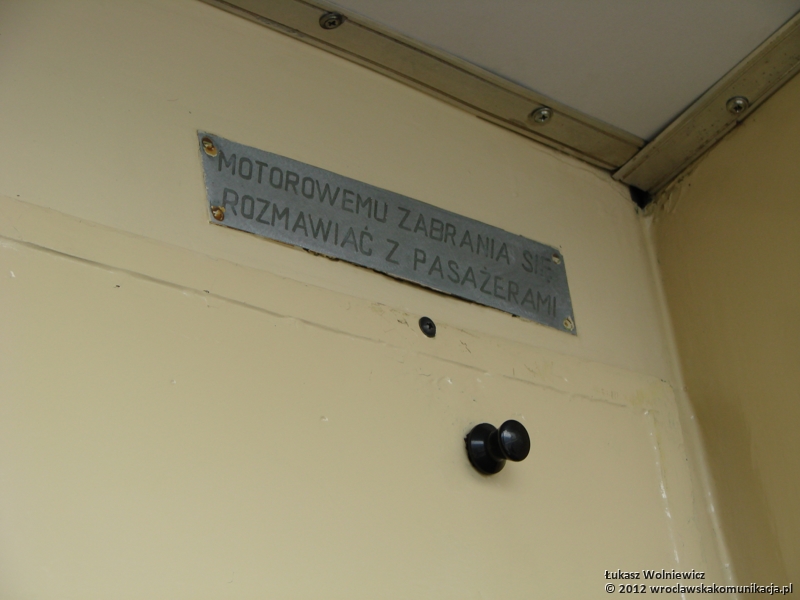 MOTOROWEMU ZABRANIA SIĘ
ROZMAWIAĆ Z PASAŻERAMI
Łukasz Wolniewicz
© 2012 wroclawskakomunikacja.pl